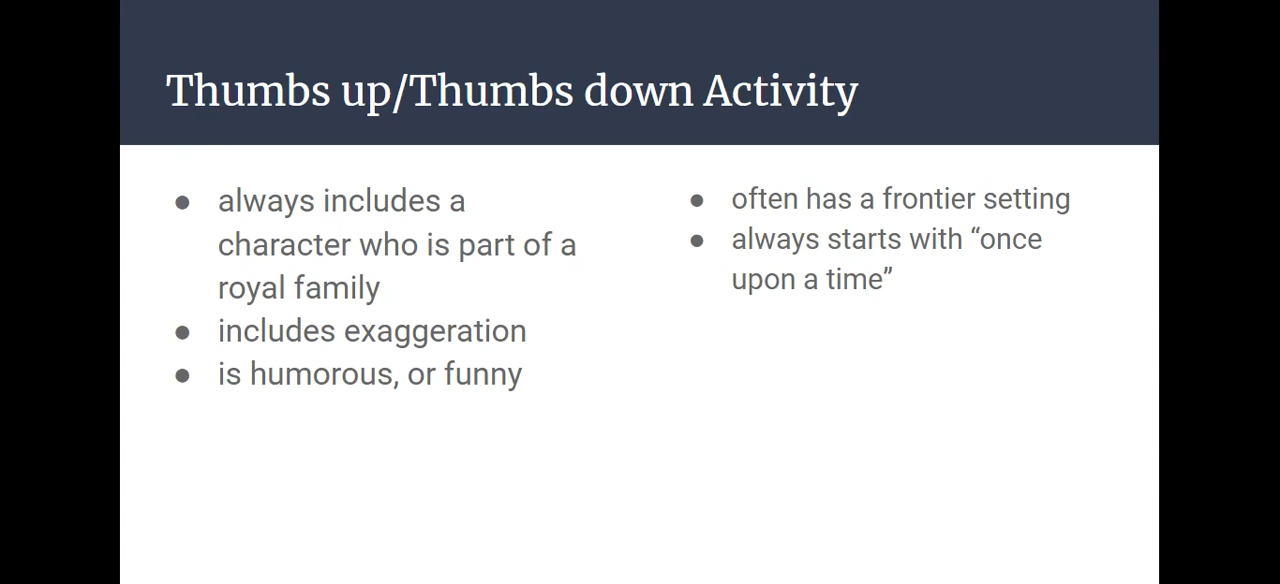 Thumbs up/Thumbs down Activity
● always includes a
character who is part of a
royal family
● includes exaggeration
● is humorous, or funny
● often has a frontier setting
● always starts with “once
upon a time”